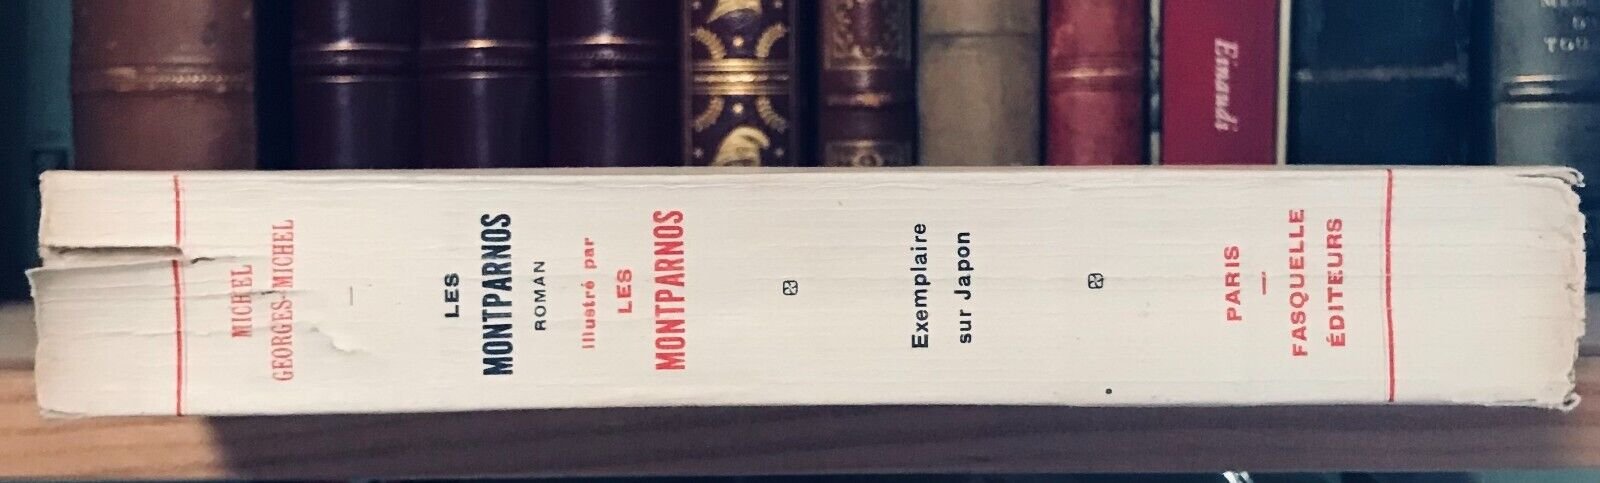 MICHEL
GEORGES-MICHEL
LES
MONTPARNOS
ROMAN
Illustré par
LES
MONTPARNOS
Exemplaire
sur Japon
PARIS
FASQUELLE
ÉDITEURS
Einaudi